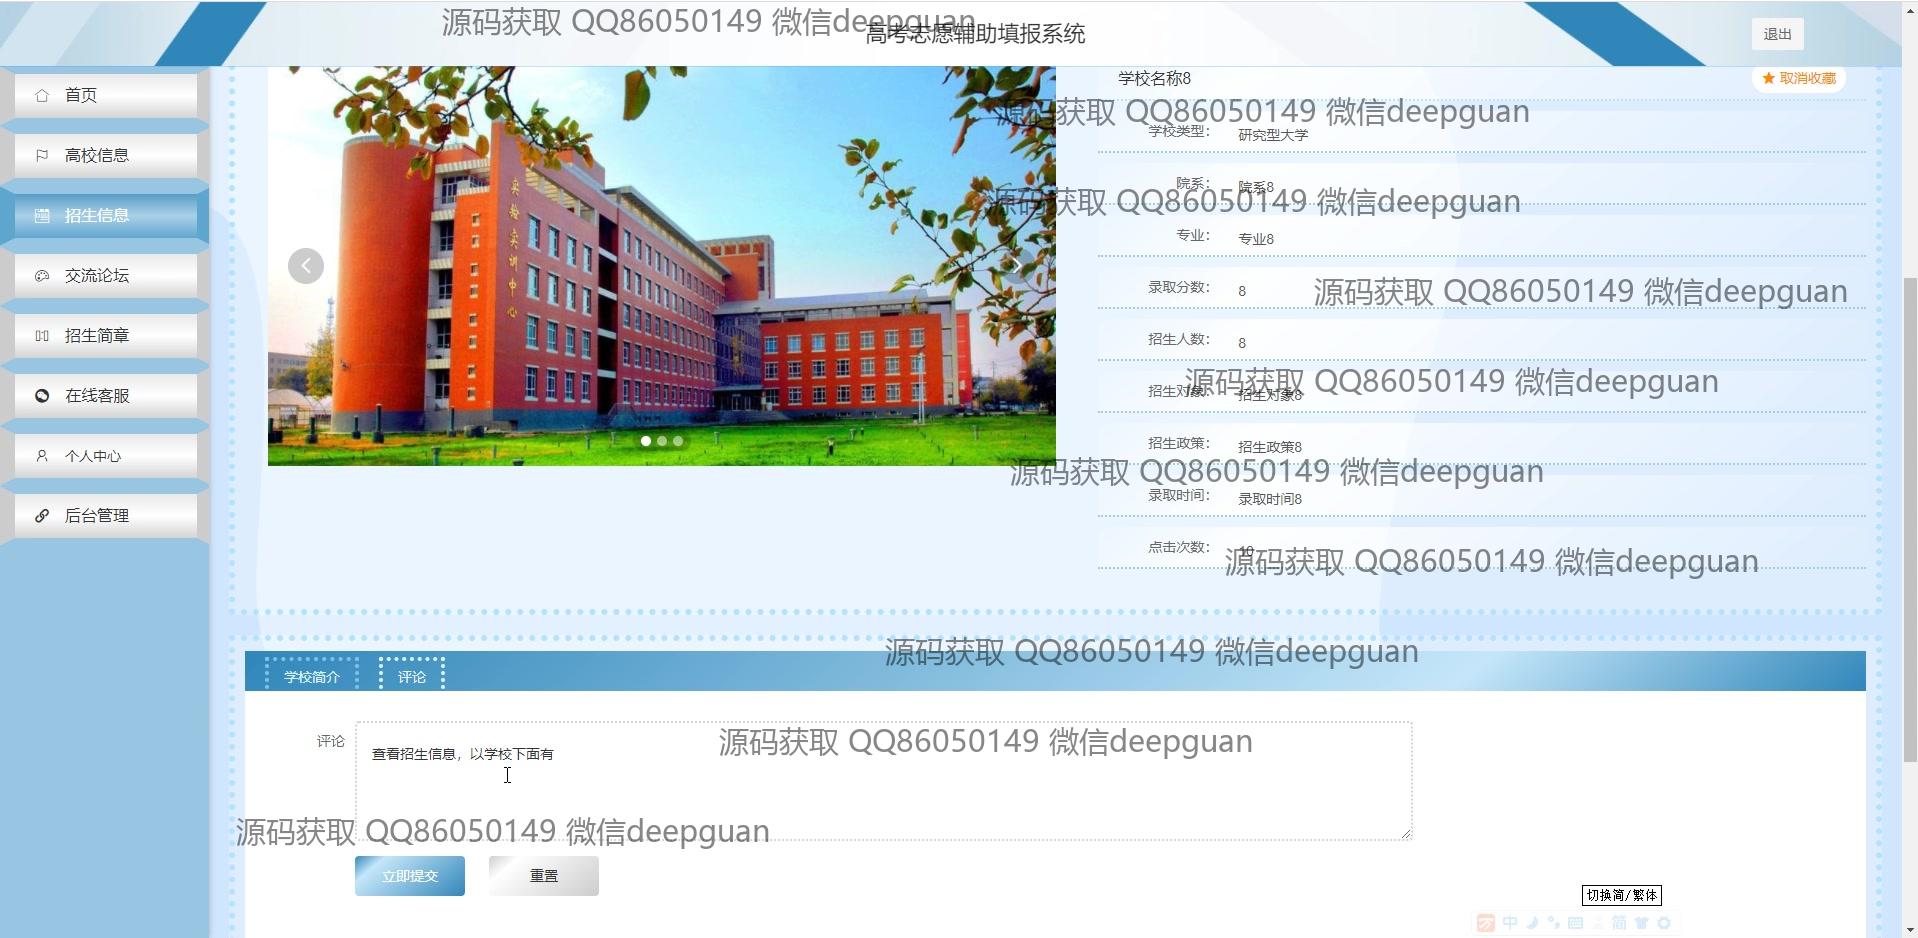 源码获取 QQ86050149 微信deepguan
高考志愿辅助填报系统
退出
首页
高校信息
招生信息
交流论坛
招生简章
在线客服
个人中心
后台管理
实验实训中心
学校名称8
取消收藏
源码获取 QQ86050149 微信deepguan
学校类型：
研究型大学
院系：
院系8
源码获取 QQ86050149 微信deepguan
专业：
专业8
录取分数：
8
源码获取 QQ86050149 微信deepguan
招生人数：
8
源码获取 QQ86050149 微信deepguan
招生对象：
招生对象8
招生政策：
招生政策8
源码获取 QQ86050149 微信deepguan
录取时间：
录取时间8
点击次数：
10
源码获取 QQ86050149 微信deepguan
源码获取 QQ86050149 微信deepguan
学校简介
评论
评论
查看招生信息，以学校下面有
源码获取 QQ86050149 微信deepguan
源码获取 QQ86050149 微信deepguan
立即提交
重置
切换简/繁体
中
简